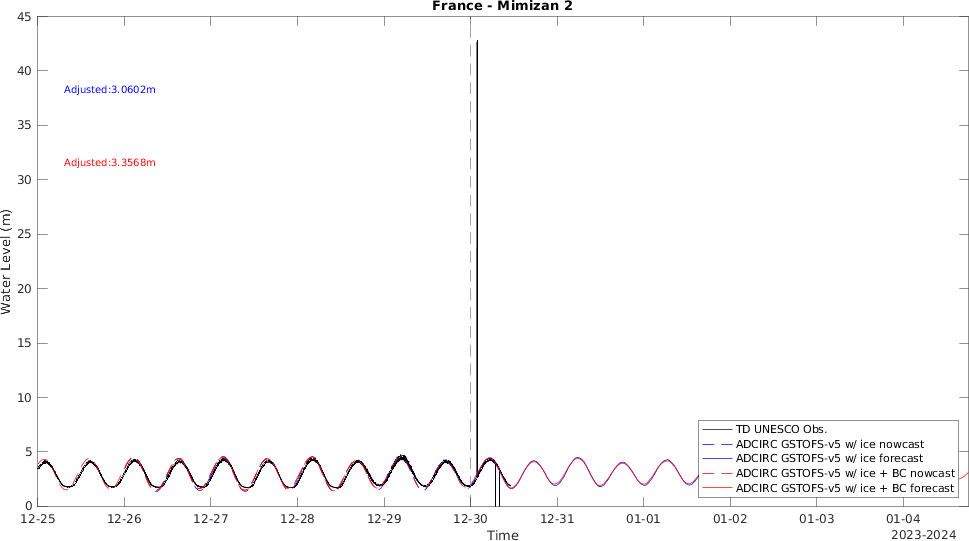 France - Mimizan 2
45
40
35
30
25
20
15
10
5
0
Water Level (m)
Adjusted:3.0602m
Adjusted:3.3568m
TD UNESCO Obs.
ADCIRC GSTOFS-v5 w/ ice nowcast
ADCIRC GSTOFS-v5 w/ ice forecast
ADCIRC GSTOFS-v5 w/ ice + BC nowcast
ADCIRC GSTOFS-v5 w/ ice + BC forecast
12-25 12-26 12-27 12-28 12-29 12-30 12-31 01-01 01-02 01-03 01-04
Time
2023-2024